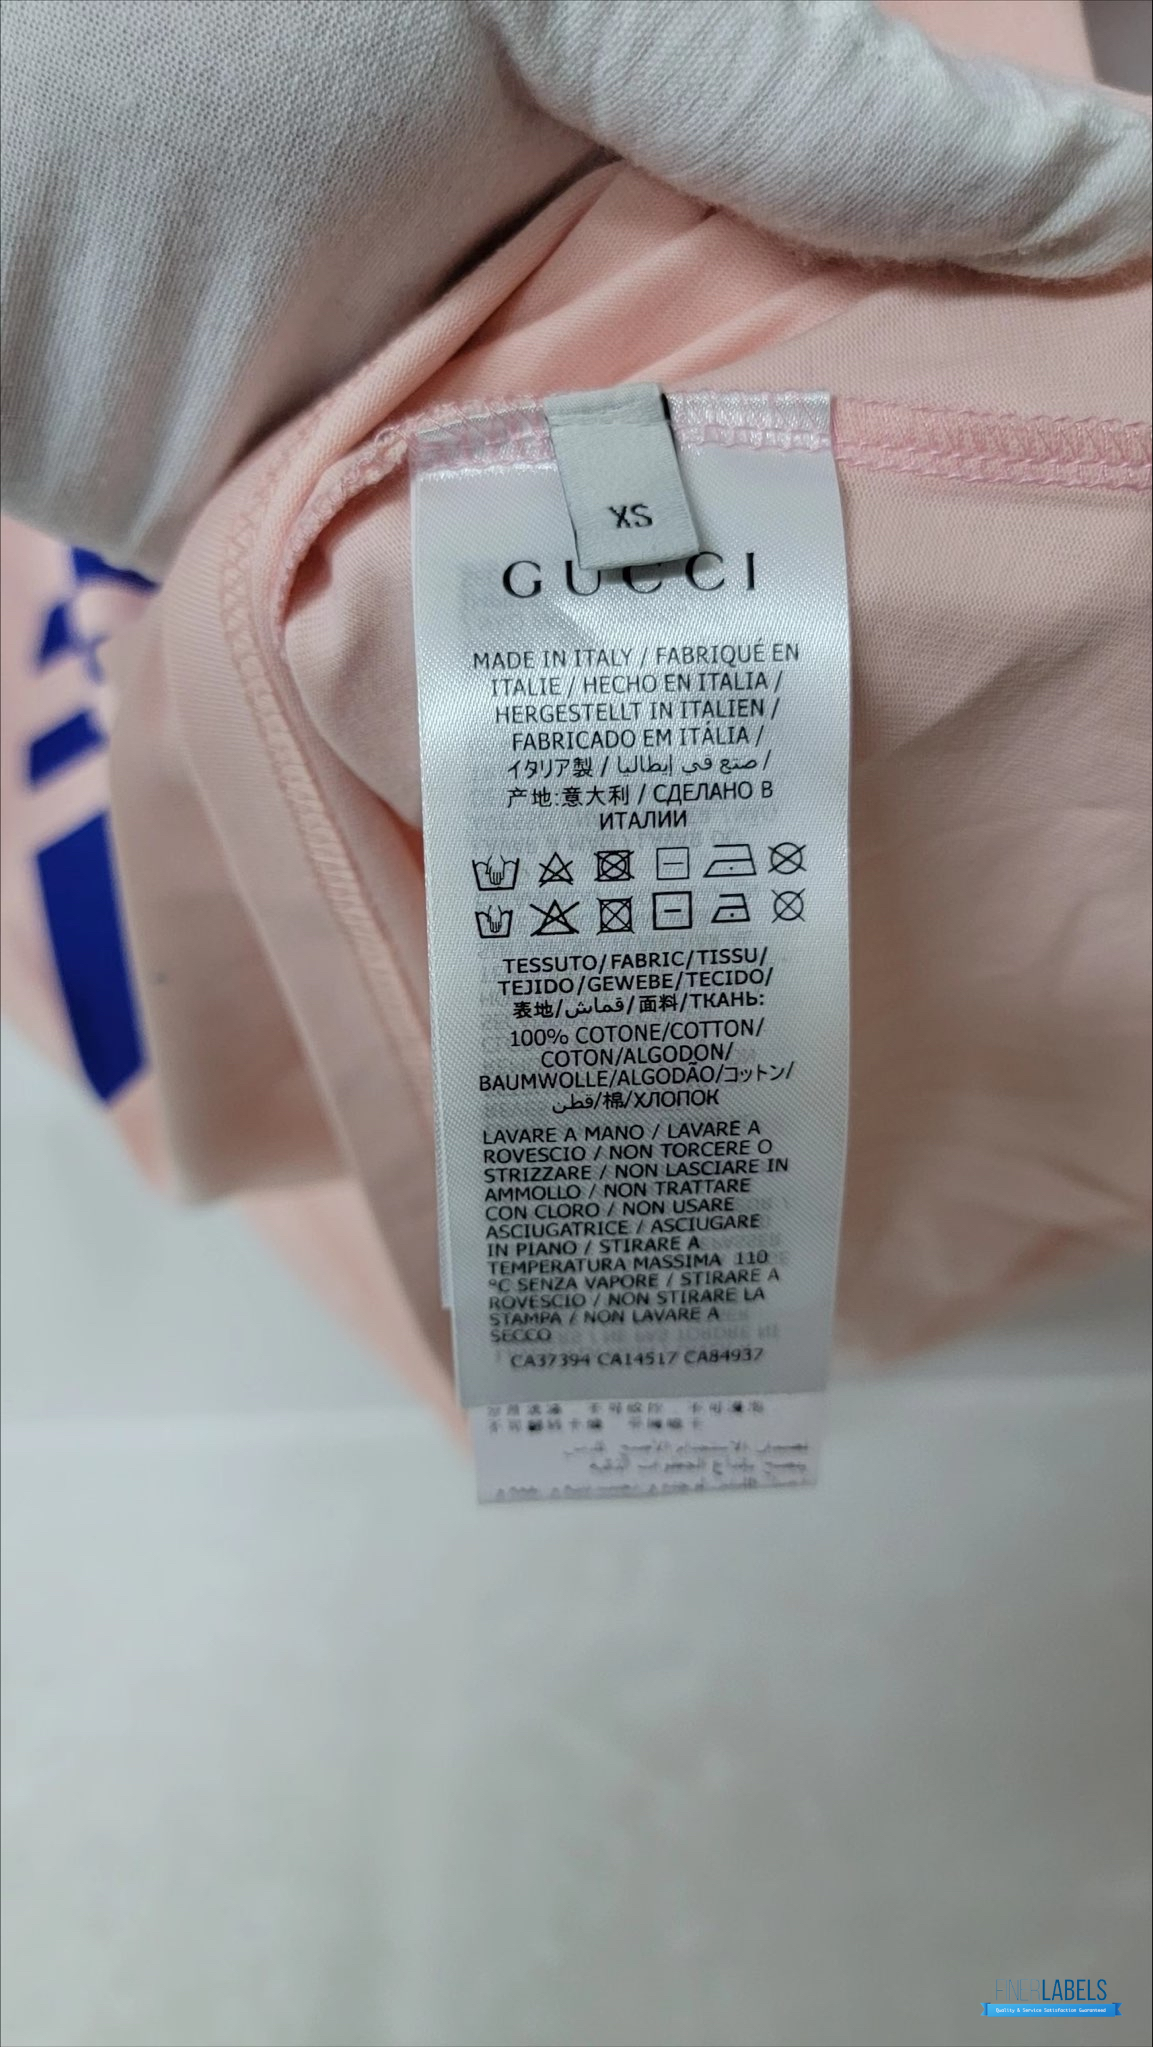 XS
GUCCI
MADE IN ITALY / FABRIQUÉ EN
ITALIE / HECHO EN ITALIA /
HERGESTELLT IN ITALIEN /
FABRICADO EM ITÁLIA /
イタリア製 / صنع في إيطاليا /
产地:意大利 / СДЕЛАНО В
ИТАЛИИ
TESSUTO/FABRIC/TISSU/
TEJIDO/GEWEBE/TECIDO/
表地/قماش/面料/ТКАНЬ:
100% COTONE/COTTON/
COTON/ALGODON/
BAUMWOLLE/ALGODÃO/コットン/
قطن/棉/ХЛОПОК
LAVARE A MANO / LAVARE A
ROVESCIO / NON TORCERE O
STRIZZARE / NON LASCIARE IN
AMMOLLO / NON TRATTARE
CON CLORO / NON USARE
ASCIUGATRICE / ASCIUGARE
IN PIANO / STIRARE A
TEMPERATURA MASSIMA 110
°C SENZA VAPORE / STIRARE A
ROVESCIO / NON STIRARE LA
STAMPA / NON LAVARE A
SECCO
CA37394 CA14517 CA84937
LABELS
Quality & Service Satisfaction Guaranteed